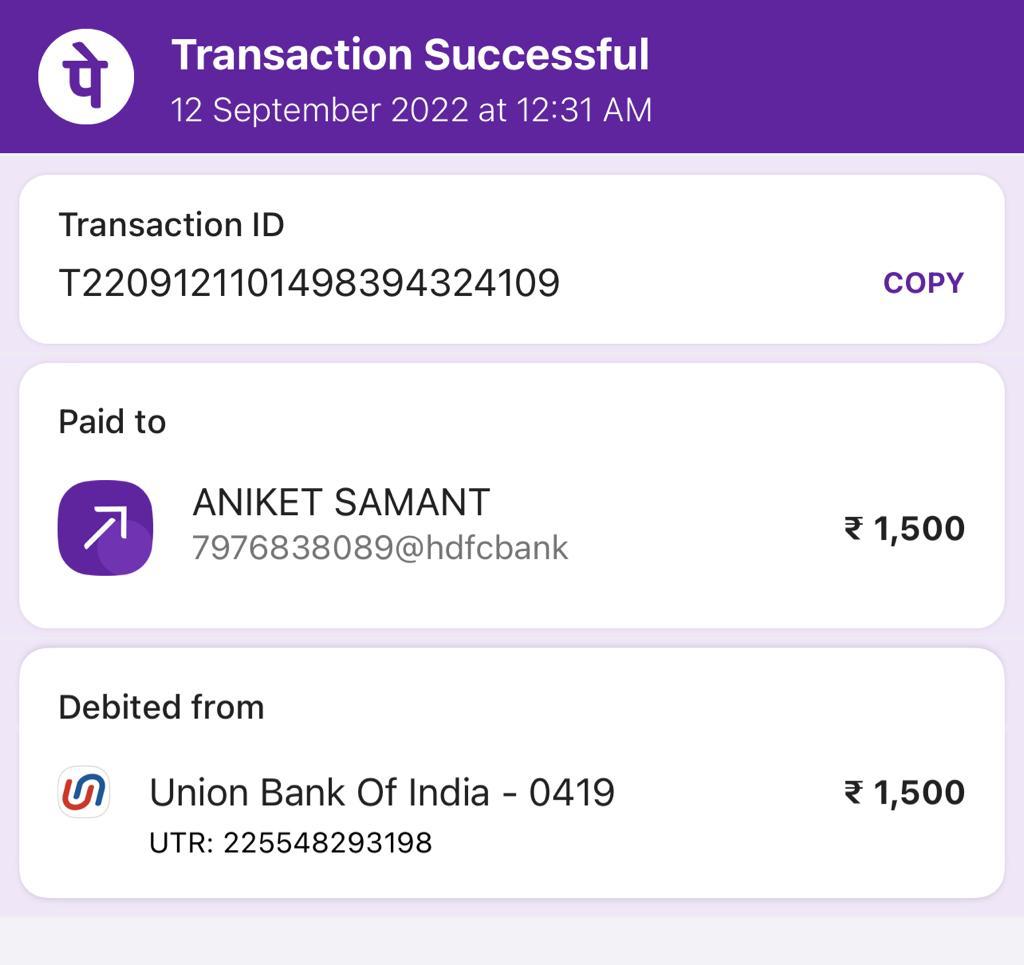 पे
Transaction Successful
12 September 2022 at 12:31 AM
Transaction ID
T2209121101498394324109
COPY
Paid to
ANIKET SAMANT
7976838089@hdfcbank
₹ 1,500
Debited from
Union Bank Of India - 0419
₹ 1,500
UTR: 225548293198